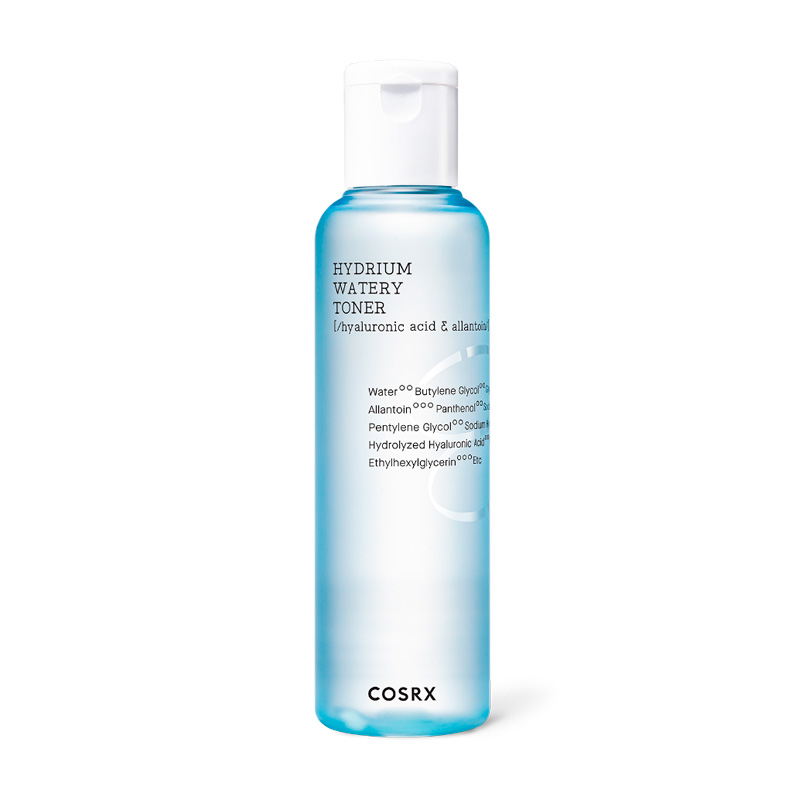 HYDRIUM
WATERY
TONER
[/hyaluronic acid & allantoin/
Water°° Butylene Glycol°°
Allantoin°°° Panthenol°°
Pentylene Glycol°° Sodium
Hydrolyzed Hyaluronic Acid
Ethylhexylglycerin°°° Etc
COSRX